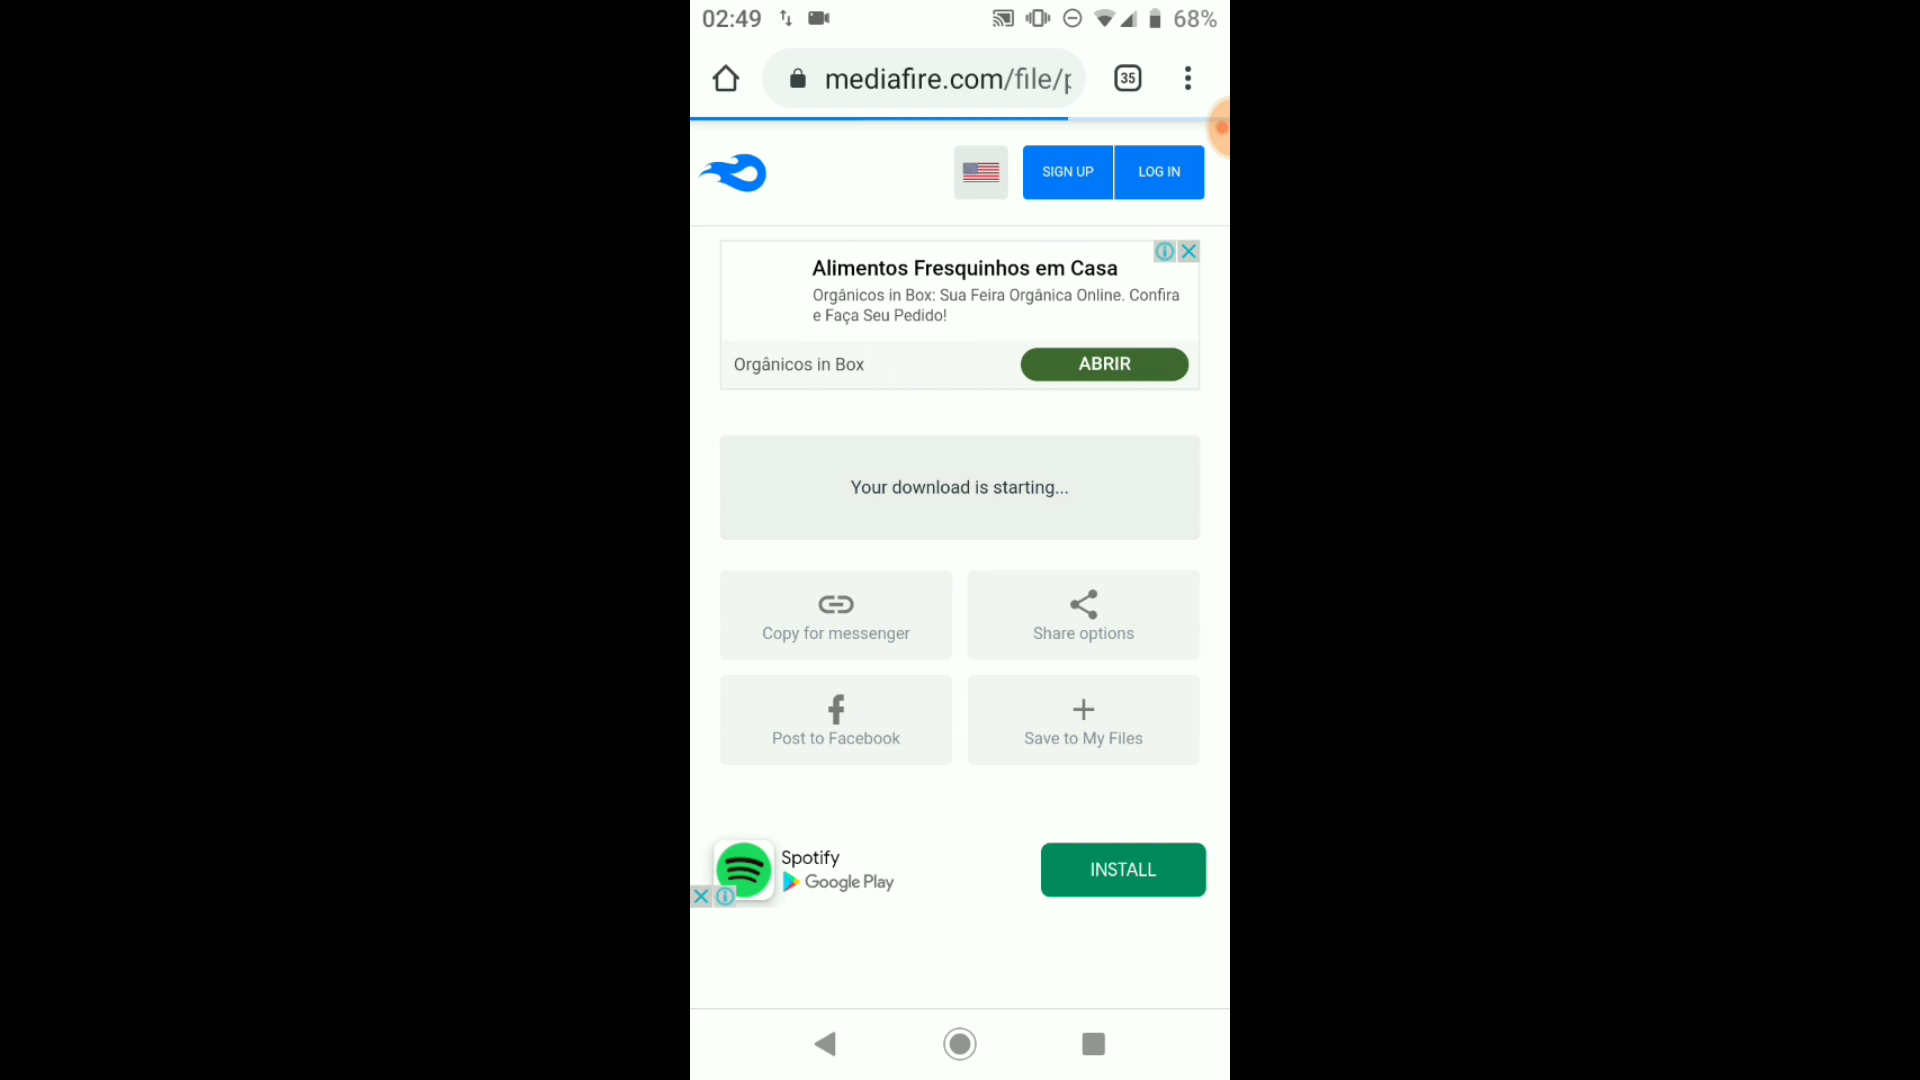 02:49
68%
mediafire.com/file/p
35
SIGN UP
LOG IN
Alimentos Fresquinhos em Casa
Orgânicos in Box: Sua Feira Orgânica Online. Confira
e Faça Seu Pedido!
Orgânicos in Box
ABRIR
Your download is starting...
Copy for messenger
Share options
Post to Facebook
Save to My Files
Spotify
Google Play
INSTALL